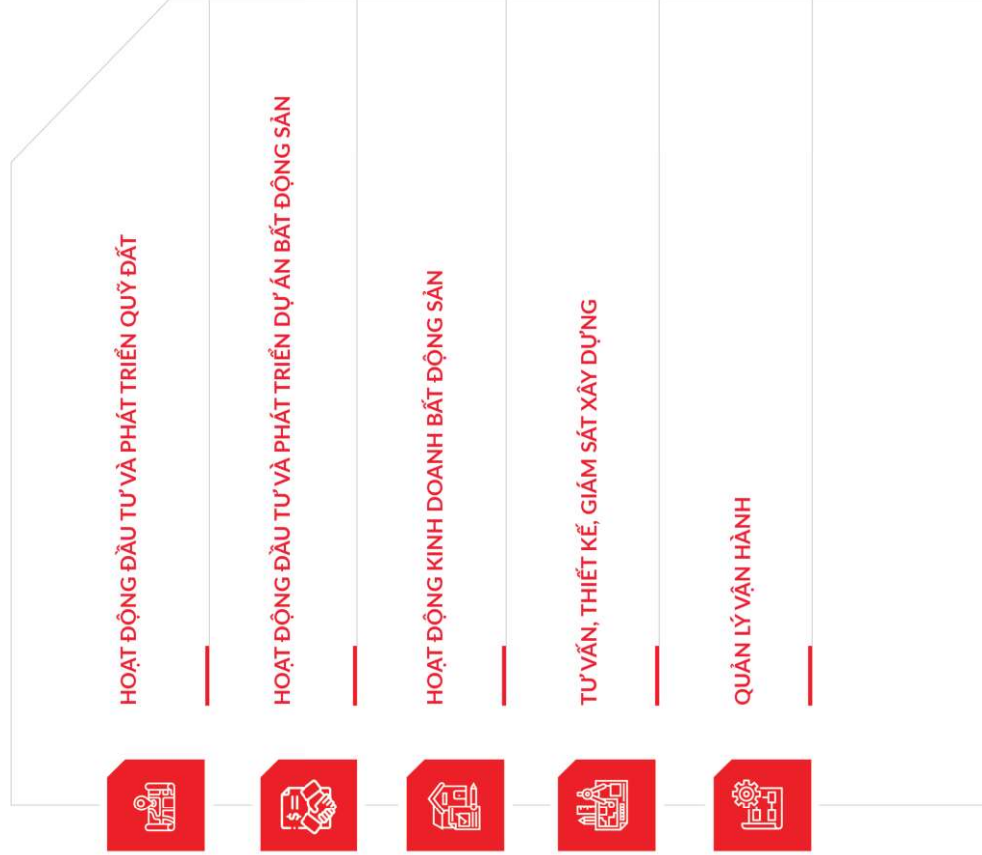 HOẠT ĐỘNG ĐẦU TƯ VÀ PHÁT TRIỂN QUỸ ĐẤT
HOẠT ĐỘNG ĐẦU TƯ VÀ PHÁT TRIỂN DỰ ÁN BẤT ĐỘNG SẢN
HOẠT ĐỘNG KINH DOANH BẤT ĐỘNG SẢN
TƯ VẤN, THIẾT KẾ, GIÁM SÁT XÂY DỰNG
QUẢN LÝ VẬN HÀNH